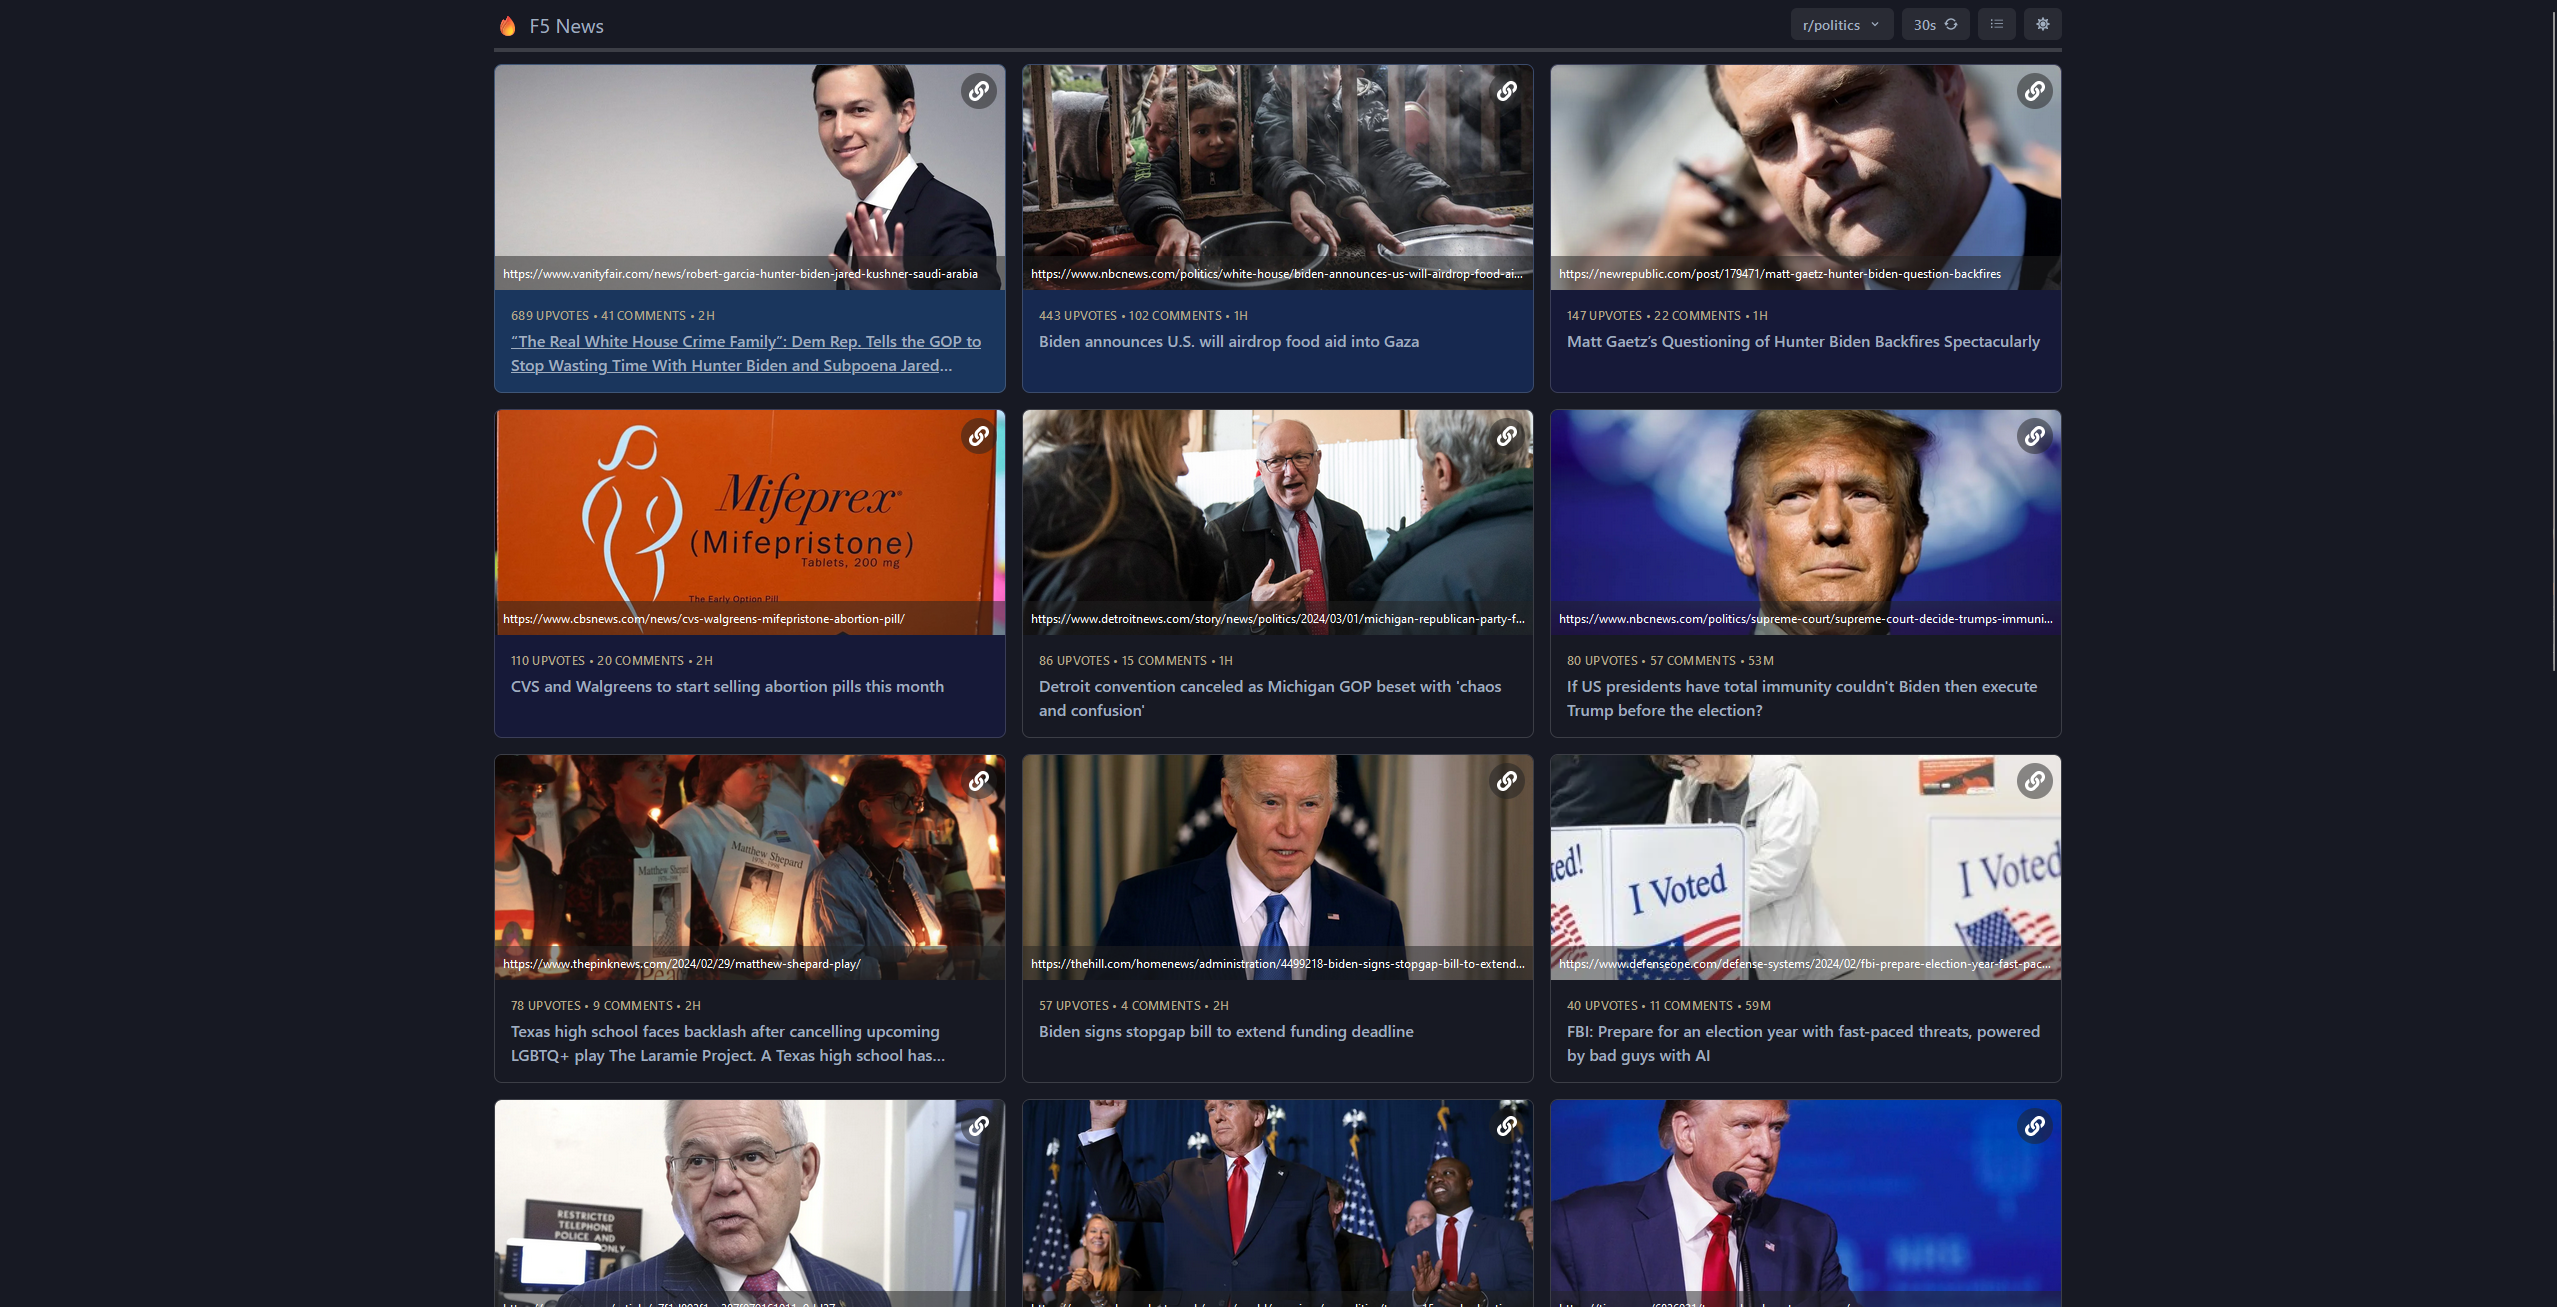 F5 News
r/politics
30s
https://www.vanityfair.com/news/robert-garcia-hunter-biden-jared-kushner-saudi-arabia
689 UPVOTES • 41 COMMENTS • 2H
“The Real White House Crime Family”: Dem Rep. Tells the GOP to
Stop Wasting Time With Hunter Biden and Subpoena Jared...
https://www.nbcnews.com/politics/white-house/biden-announces-us-will-airdrop-food-ai...
443 UPVOTES • 102 COMMENTS • 1H
Biden announces U.S. will airdrop food aid into Gaza
https://newrepublic.com/post/179471/matt-gaetz-hunter-biden-question-backfires
147 UPVOTES • 22 COMMENTS • 1H
Matt Gaetz’s Questioning of Hunter Biden Backfires Spectacularly
Mifeprex®
(Mifepristone)
Tablets, 200 mg
The Early Option Pill
https://www.cbsnews.com/news/cvs-walgreens-mifepristone-abortion-pill/
110 UPVOTES • 20 COMMENTS • 2H
CVS and Walgreens to start selling abortion pills this month
https://www.detroitnews.com/story/news/politics/2024/03/01/michigan-republican-party-f...
86 UPVOTES • 15 COMMENTS • 1H
Detroit convention canceled as Michigan GOP beset with 'chaos
and confusion'
https://www.nbcnews.com/politics/supreme-court/supreme-court-decide-trumps-immuni...
80 UPVOTES • 57 COMMENTS • 53M
If US presidents have total immunity couldn't Biden then execute
Trump before the election?
Matthew Shepard
Matthew Shepard
1976-1998
https://www.thepinknews.com/2024/02/29/matthew-shepard-play/
78 UPVOTES • 9 COMMENTS • 2H
Texas high school faces backlash after cancelling upcoming
LGBTQ+ play The Laramie Project. A Texas high school has...
https://thehill.com/homenews/administration/4499218-biden-signs-stopgap-bill-to-extend...
57 UPVOTES • 4 COMMENTS • 2H
Biden signs stopgap bill to extend funding deadline
ted!
I Voted
I Voted
https://www.defenseone.com/defense-systems/2024/02/fbi-prepare-election-year-fast-pac...
40 UPVOTES • 11 COMMENTS • 59M
FBI: Prepare for an election year with fast-paced threats, powered
by bad guys with AI
RESTRICTED
TELEPHONE
POLICE AND
ONLY